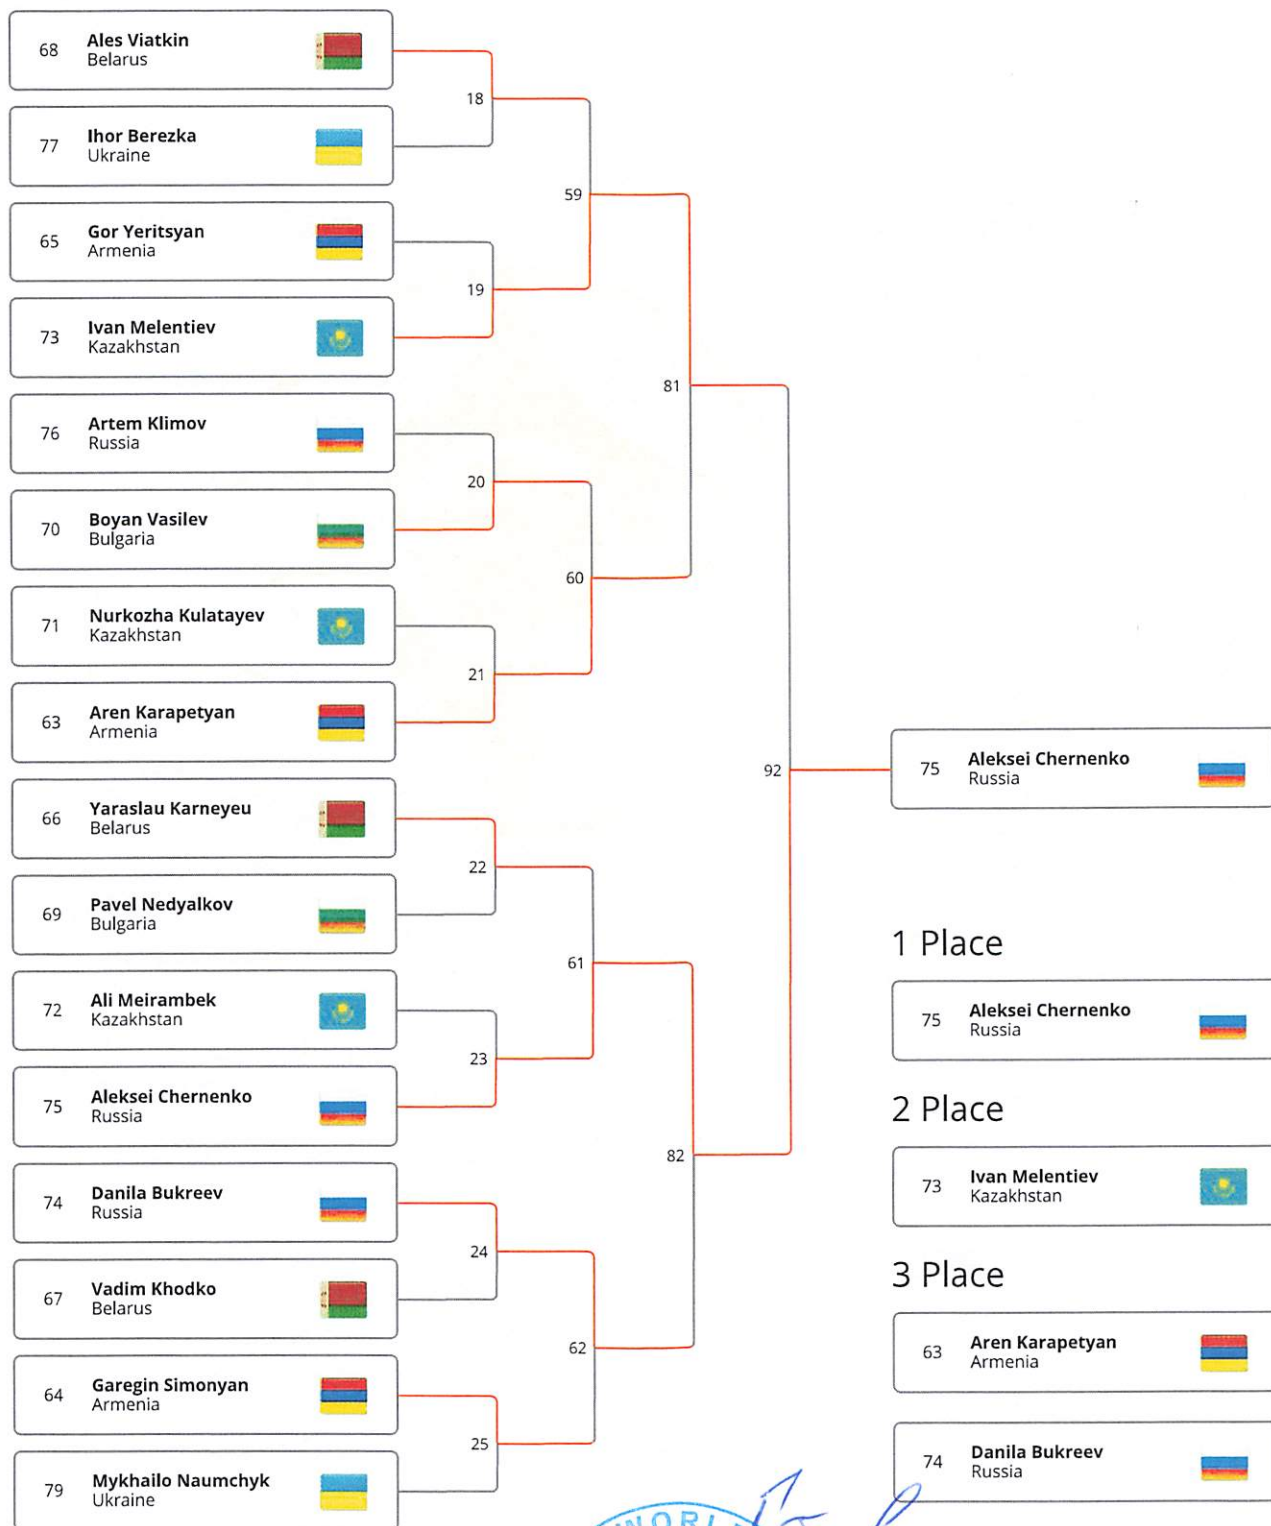 68 Ales Viatkin
Belarus
18
77 Ihor Berezka
Ukraine
59
65 Gor Yeritsyan
Armenia
19
73 Ivan Melentiev
Kazakhstan
81
76 Artem Klimov
Russia
20
70 Boyan Vasilev
Bulgaria
60
71 Nurkozha Kulatayev
Kazakhstan
21
63 Aren Karapetyan
Armenia
92
75 Aleksei Chernenko
Russia
66 Yaraslau Karneyeu
Belarus
22
69 Pavel Nedyalkov
Bulgaria
61
72 Ali Meirambek
Kazakhstan
23
75 Aleksei Chernenko
Russia
82
74 Danila Bukreev
Russia
24
67 Vadim Khodko
Belarus
62
64 Garegin Simonyan
Armenia
25
79 Mykhailo Naumchyk
Ukraine
1 Place
75 Aleksei Chernenko
Russia
2 Place
73 Ivan Melentiev
Kazakhstan
3 Place
63 Aren Karapetyan
Armenia
74 Danila Bukreev
Russia